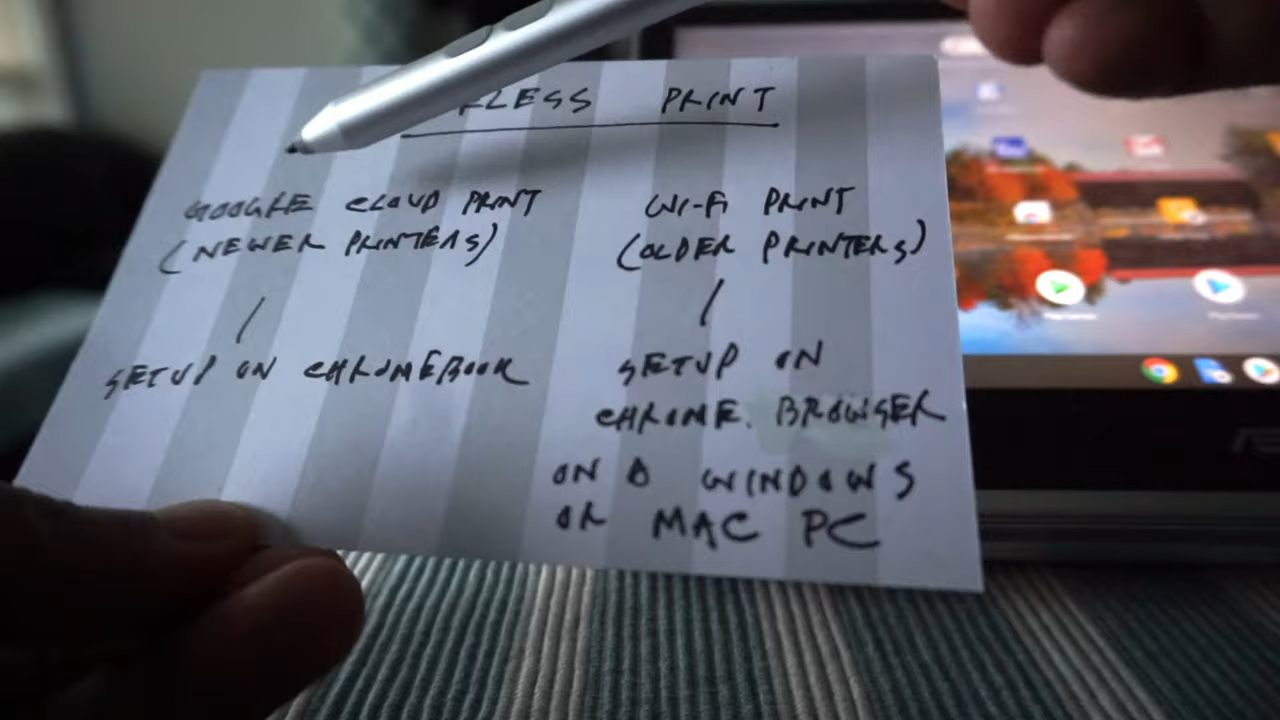 PRINT
GOOGLE CLOUD PRINT
(NEWER PRINTERS)
SETUP ON CHROMEBOOK
WI-FI PRINT
(OLDER PRINTERS)
SETUP ON
CHROME BROWSER
ON A WINDOWS
OR MAC PC